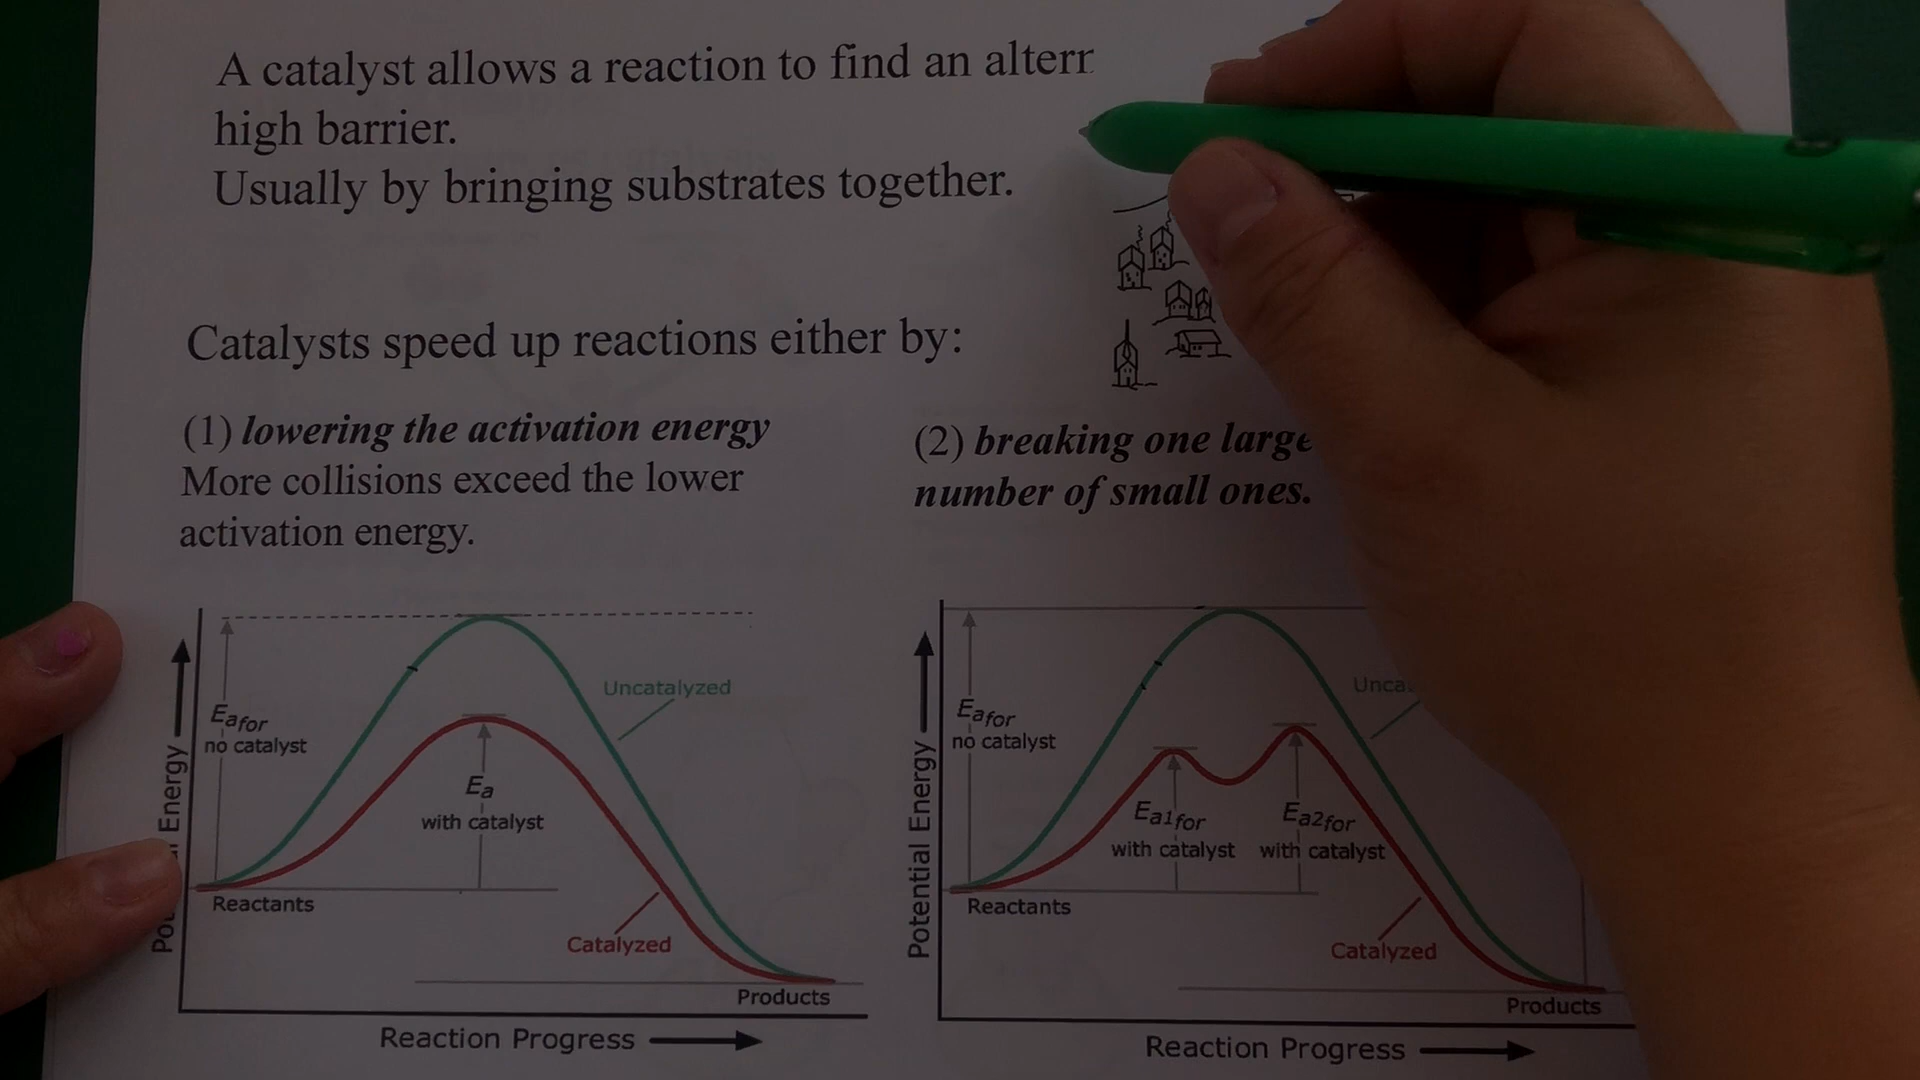 A catalyst allows a reaction to find an
high barrier.
Usually by bringing substrates together.
Catalysts speed up reactions either by:
(1) lowering the activation energy
More collisions exceed the lower
activation energy.
(2) breaking one large
number of small ones.
Uncatalyzed
Eafor
no catalyst
Ea
with catalyst
Reactants
Catalyzed
Products
Energy
Reaction Progress
Eafor
no catalyst
Ea1for
with catalyst
Ea2for
with catalyst
Potential Energy
Reactants
Catalyzed
Products
Reaction Progress